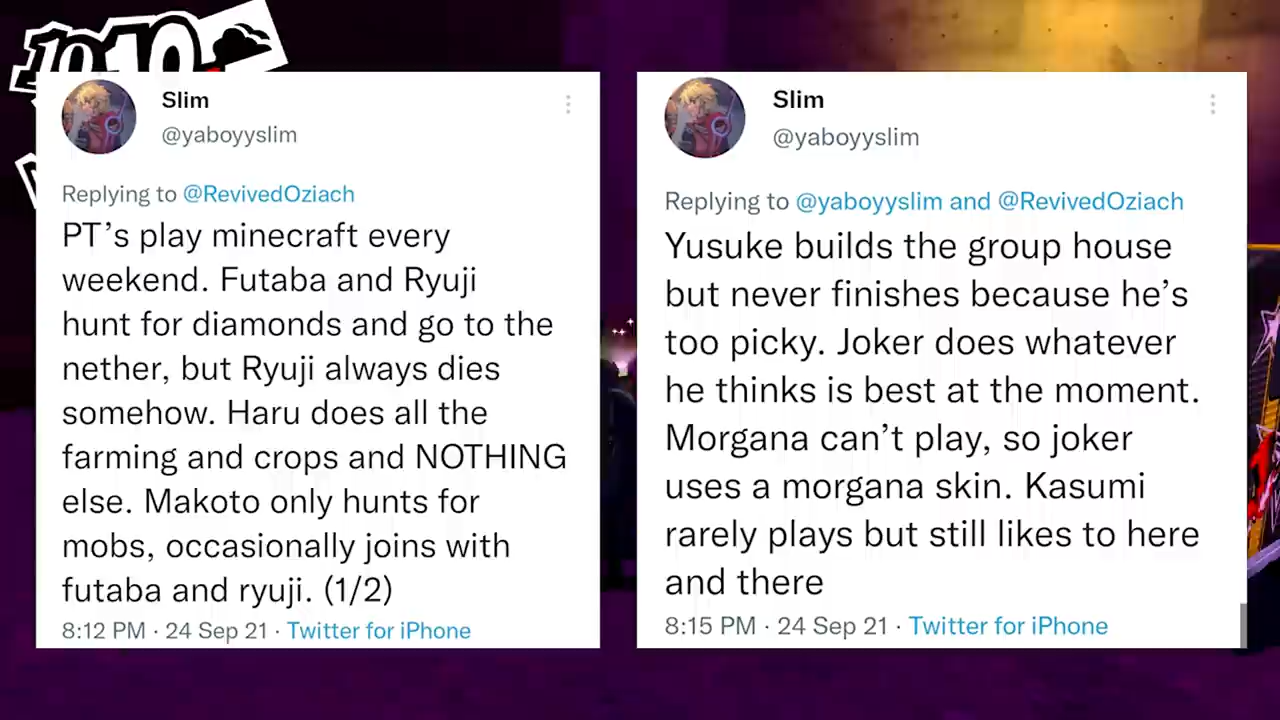 10 10
Slim
@yaboyyslim
Replying to @RevivedOziach
PT's play minecraft every
weekend. Futaba and Ryuji
hunt for diamonds and go to the
nether, but Ryuji always dies
somehow. Haru does all the
farming and crops and NOTHING
else. Makoto only hunts for
mobs, occasionally joins with
futaba and ryuji. (1/2)
8:12 PM · 24 Sep 21 · Twitter for iPhone
Slim
@yaboyyslim
Replying to @yaboyyslim and @RevivedOziach
Yusuke builds the group house
but never finishes because he's
too picky. Joker does whatever
he thinks is best at the moment.
Morgana can't play, so joker
uses a morgana skin. Kasumi
rarely plays but still likes to here
and there
8:15 PM · 24 Sep 21 · Twitter for iPhone